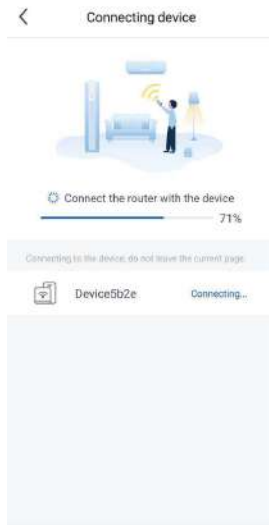 Connecting device
Connect the router with the device
71%
Connecting to the device, do not leave the current page.
Device5b2e
Connecting...